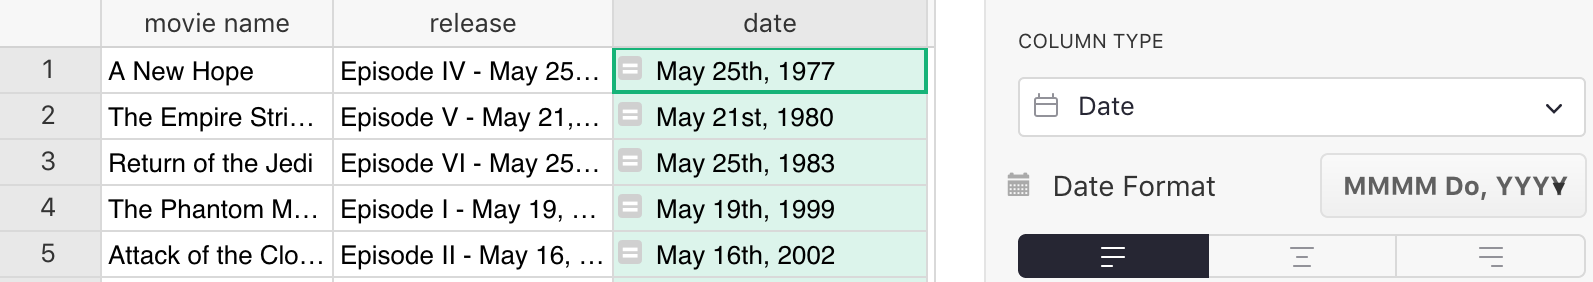 movie name release date
1 A New Hope Episode IV - May 25... May 25th, 1977
2 The Empire Stri... Episode V - May 21,... May 21st, 1980
3 Return of the Jedi Episode VI - May 25... May 25th, 1983
4 The Phantom M... Episode I - May 19, ... May 19th, 1999
5 Attack of the Clo... Episode II - May 16, ... May 16th, 2002
COLUMN TYPE
Date
Date Format MMMM Do, YYYY